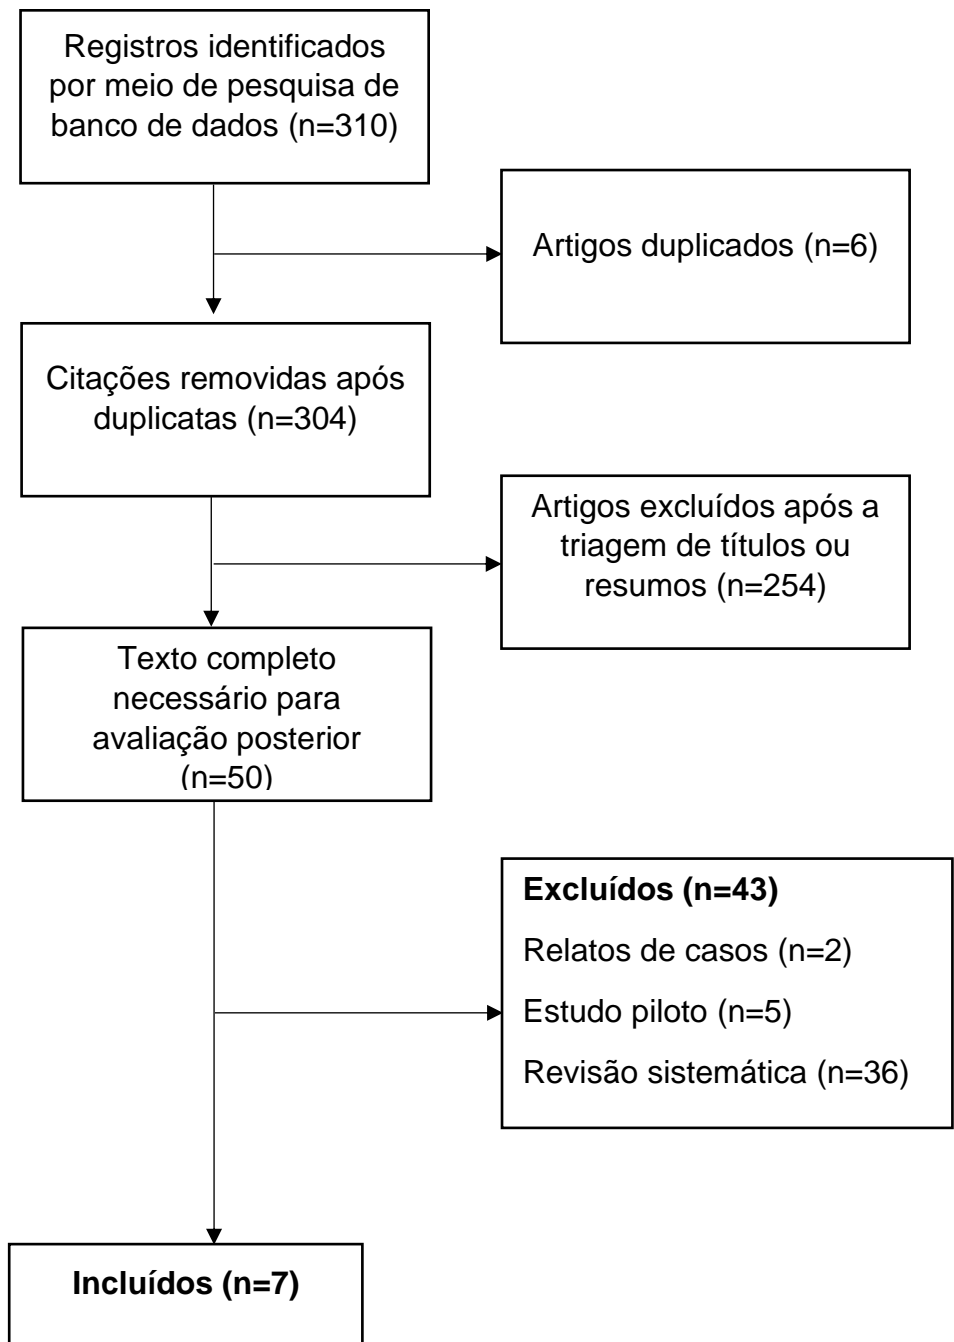 Registros identificados
por meio de pesquisa de
banco de dados (n=310)
Artigos duplicados (n=6)
Citações removidas após
duplicatas (n=304)
Artigos excluídos após a
triagem de títulos ou
resumos (n=254)
Texto completo
necessário para
avaliação posterior
(n=50)
Excluídos (n=43)
Relatos de casos (n=2)
Estudo piloto (n=5)
Revisão sistemática (n=36)
Incluídos (n=7)